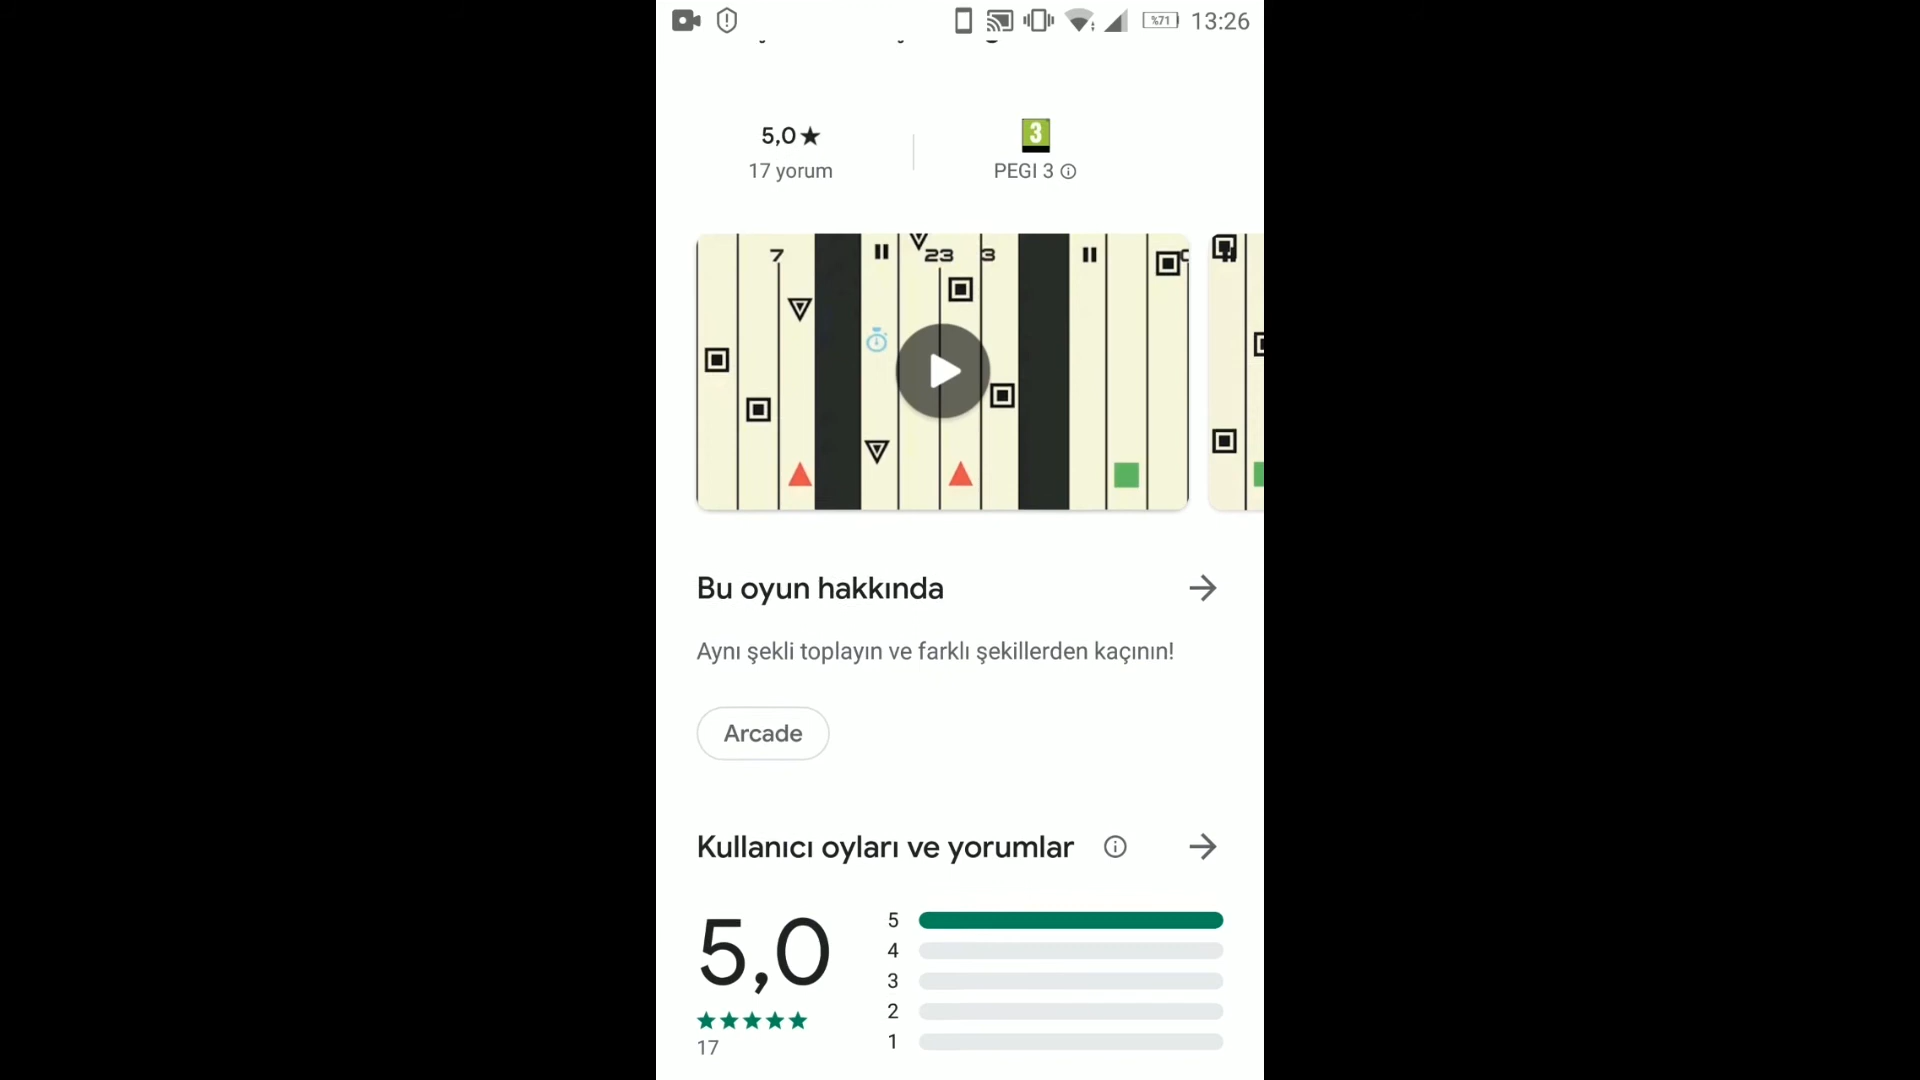 %71 13:26
5,0★
17 yorum
3
PEGI 3
7
23
3
Bu oyun hakkında
Aynı şekli toplayın ve farklı şekillerden kaçının!
Arcade
Kullanıcı oyları ve yorumlar
5,0
17
5
4
3
2
1